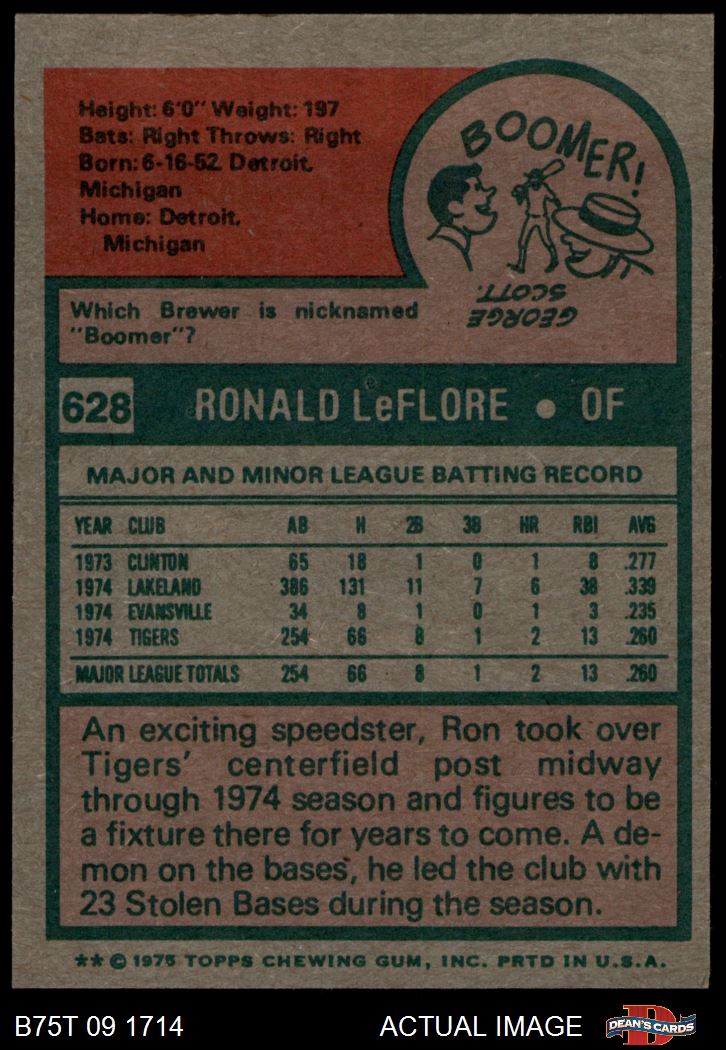 Height: 6'0" Weight: 197
Bats: Right Throws: Right
Born: 6-16-52 Detroit,
Michigan
Home: Detroit,
Michigan
BOOMER!
GEORGE
SCOTT.
Which Brewer is nicknamed
"Boomer"?
628 RONALD LeFLORE • OF
MAJOR AND MINOR LEAGUE BATTING RECORD
YEAR CLUB AB H 2B 3B HR RBI AVG
1973 CLINTON 65 18 1 0 1 8 .277
1974 LAKELAND 386 131 11 7 6 38 .339
1974 EVANSVILLE 34 8 1 0 1 3 .235
1974 TIGERS 254 66 8 1 2 13 .260
MAJOR LEAGUE TOTALS 254 66 8 1 2 13 .260
An exciting speedster, Ron took over
Tigers' centerfield post midway
through 1974 season and figures to be
a fixture there for years to come. A de-
mon on the bases, he led the club with
23 Stolen Bases during the season.
** © 1975 TOPPS CHEWING GUM, INC. PRTD IN U.S.A.
B75T 09 1714 ACTUAL IMAGE DEAN'S CARDS